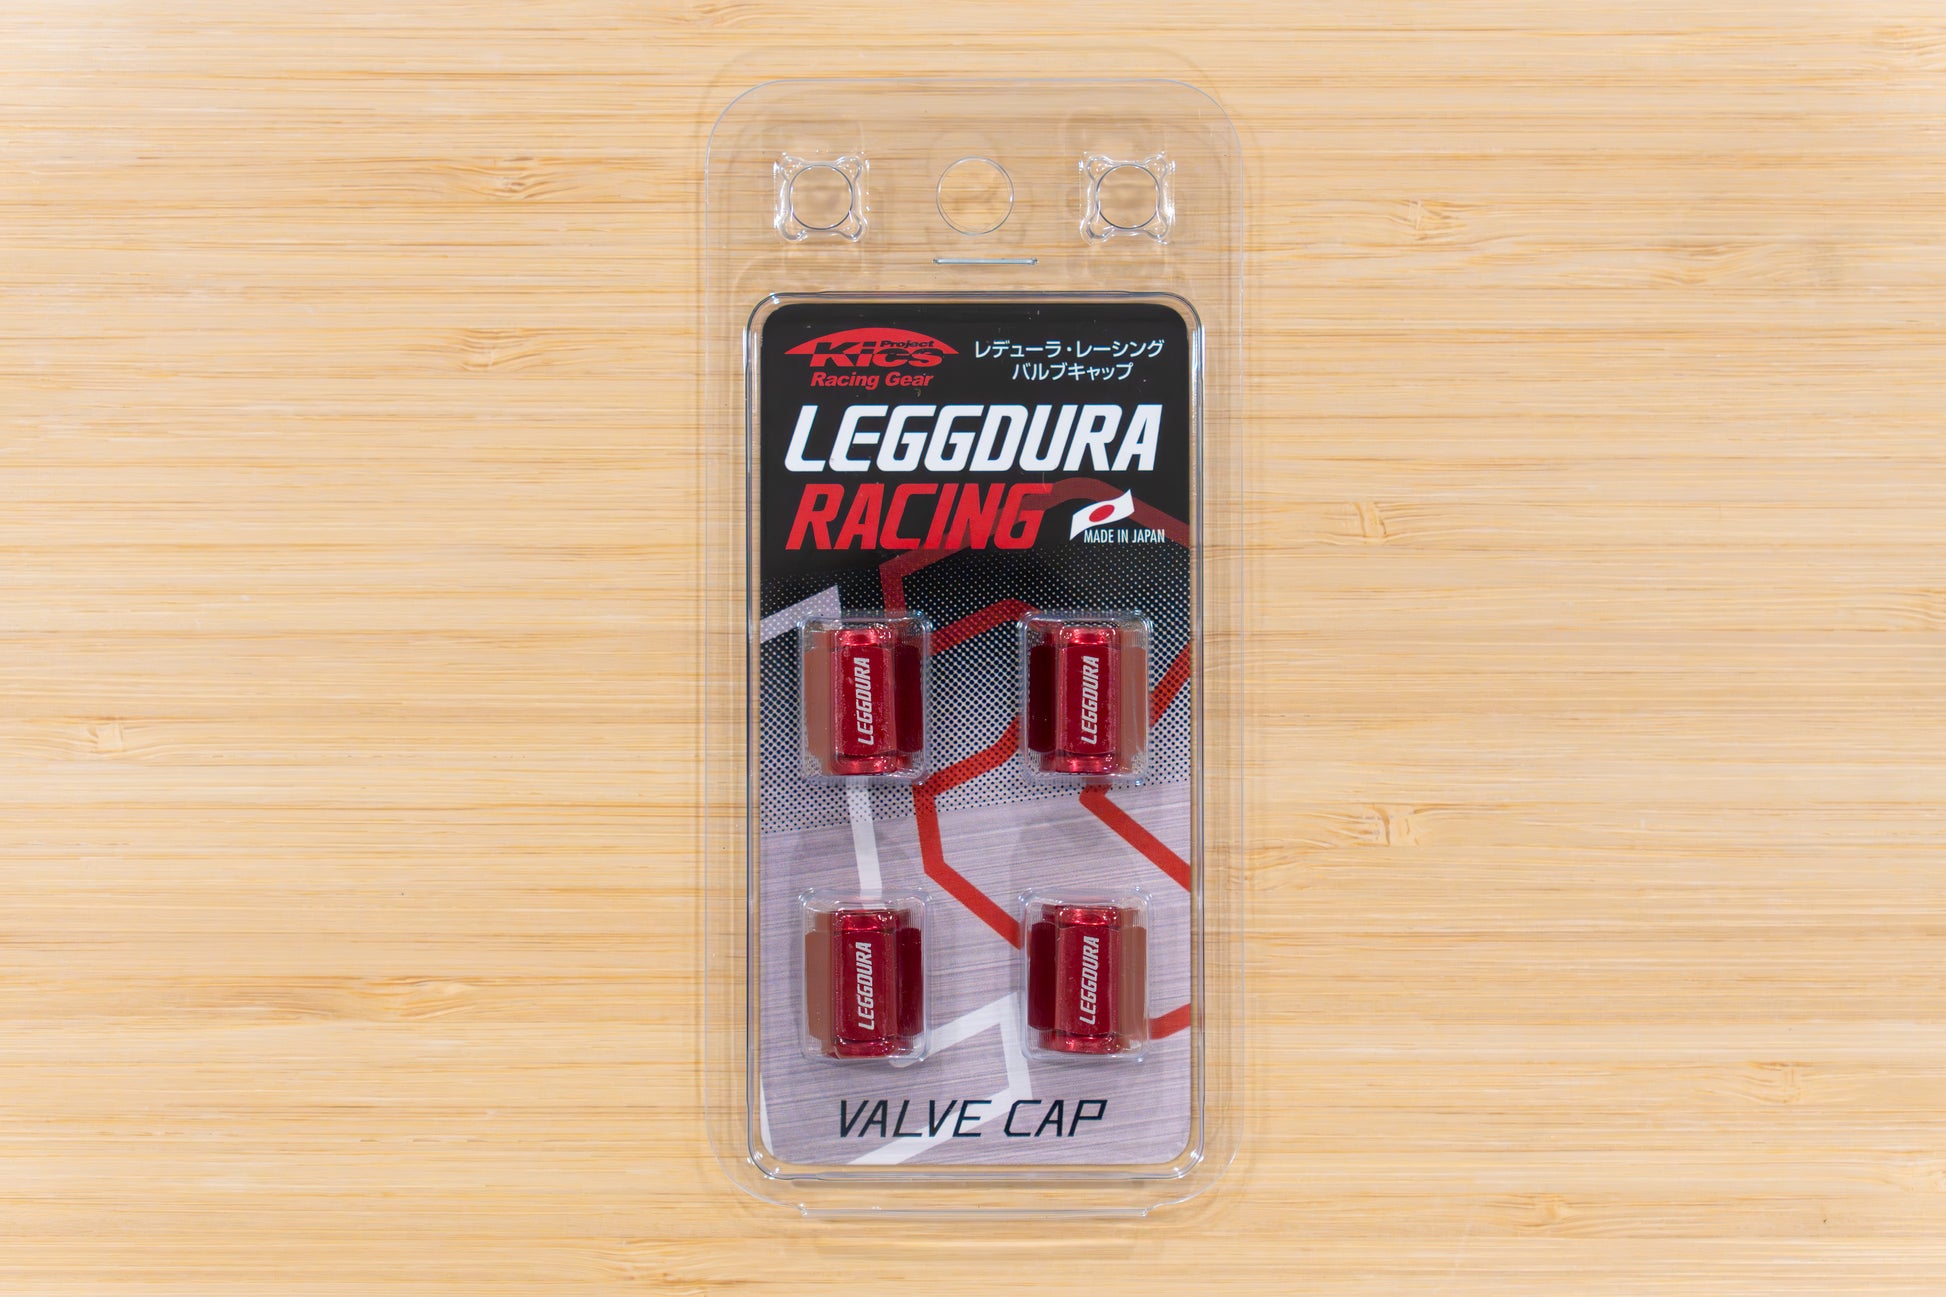 Project
Kics
Racing Gear
レデューラ・レーシング
バルブキャップ
LEGGDURA
RACING
MADE IN JAPAN
LEGGDURA
LEGGDURA
LEGGDURA
LEGGDURA
VALVE CAP